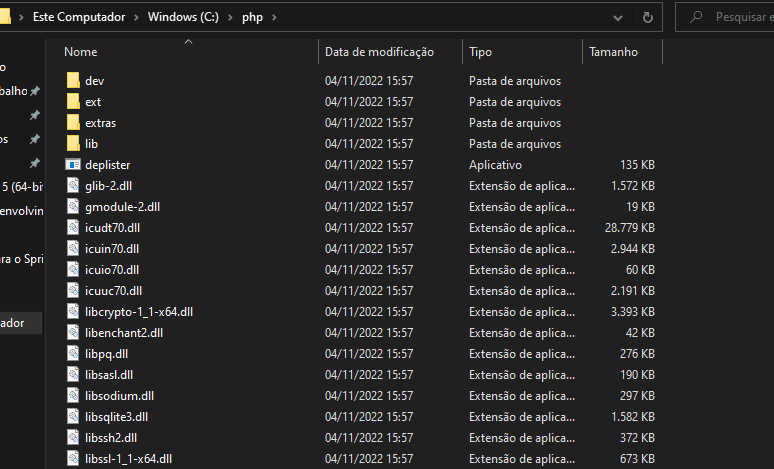 Este Computador > Windows (C:) > php >
Pesquisar e
Nome Data de modificação Tipo Tamanho
dev 04/11/2022 15:57 Pasta de arquivos
ext 04/11/2022 15:57 Pasta de arquivos
extras 04/11/2022 15:57 Pasta de arquivos
lib 04/11/2022 15:57 Pasta de arquivos
deplister 04/11/2022 15:57 Aplicativo 135 KB
glib-2.dll 04/11/2022 15:57 Extensão de aplica... 1.572 KB
gmodule-2.dll 04/11/2022 15:57 Extensão de aplica... 19 KB
icudt70.dll 04/11/2022 15:57 Extensão de aplica... 28.779 KB
icuin70.dll 04/11/2022 15:57 Extensão de aplica... 2.944 KB
icuio70.dll 04/11/2022 15:57 Extensão de aplica... 60 KB
icuuc70.dll 04/11/2022 15:57 Extensão de aplica... 2.191 KB
libcrypto-1_1-x64.dll 04/11/2022 15:57 Extensão de aplica... 3.393 KB
libenchant2.dll 04/11/2022 15:57 Extensão de aplica... 42 KB
libpq.dll 04/11/2022 15:57 Extensão de aplica... 276 KB
libsasl.dll 04/11/2022 15:57 Extensão de aplica... 190 KB
libsodium.dll 04/11/2022 15:57 Extensão de aplica... 297 KB
libsqlite3.dll 04/11/2022 15:57 Extensão de aplica... 1.582 KB
libssh2.dll 04/11/2022 15:57 Extensão de aplica... 372 KB
libssl-1_1-x64.dll 04/11/2022 15:57 Extensão de aplica... 673 KB
o
balho
os
5 (64-bi
envolvin
ra o Spri
ador